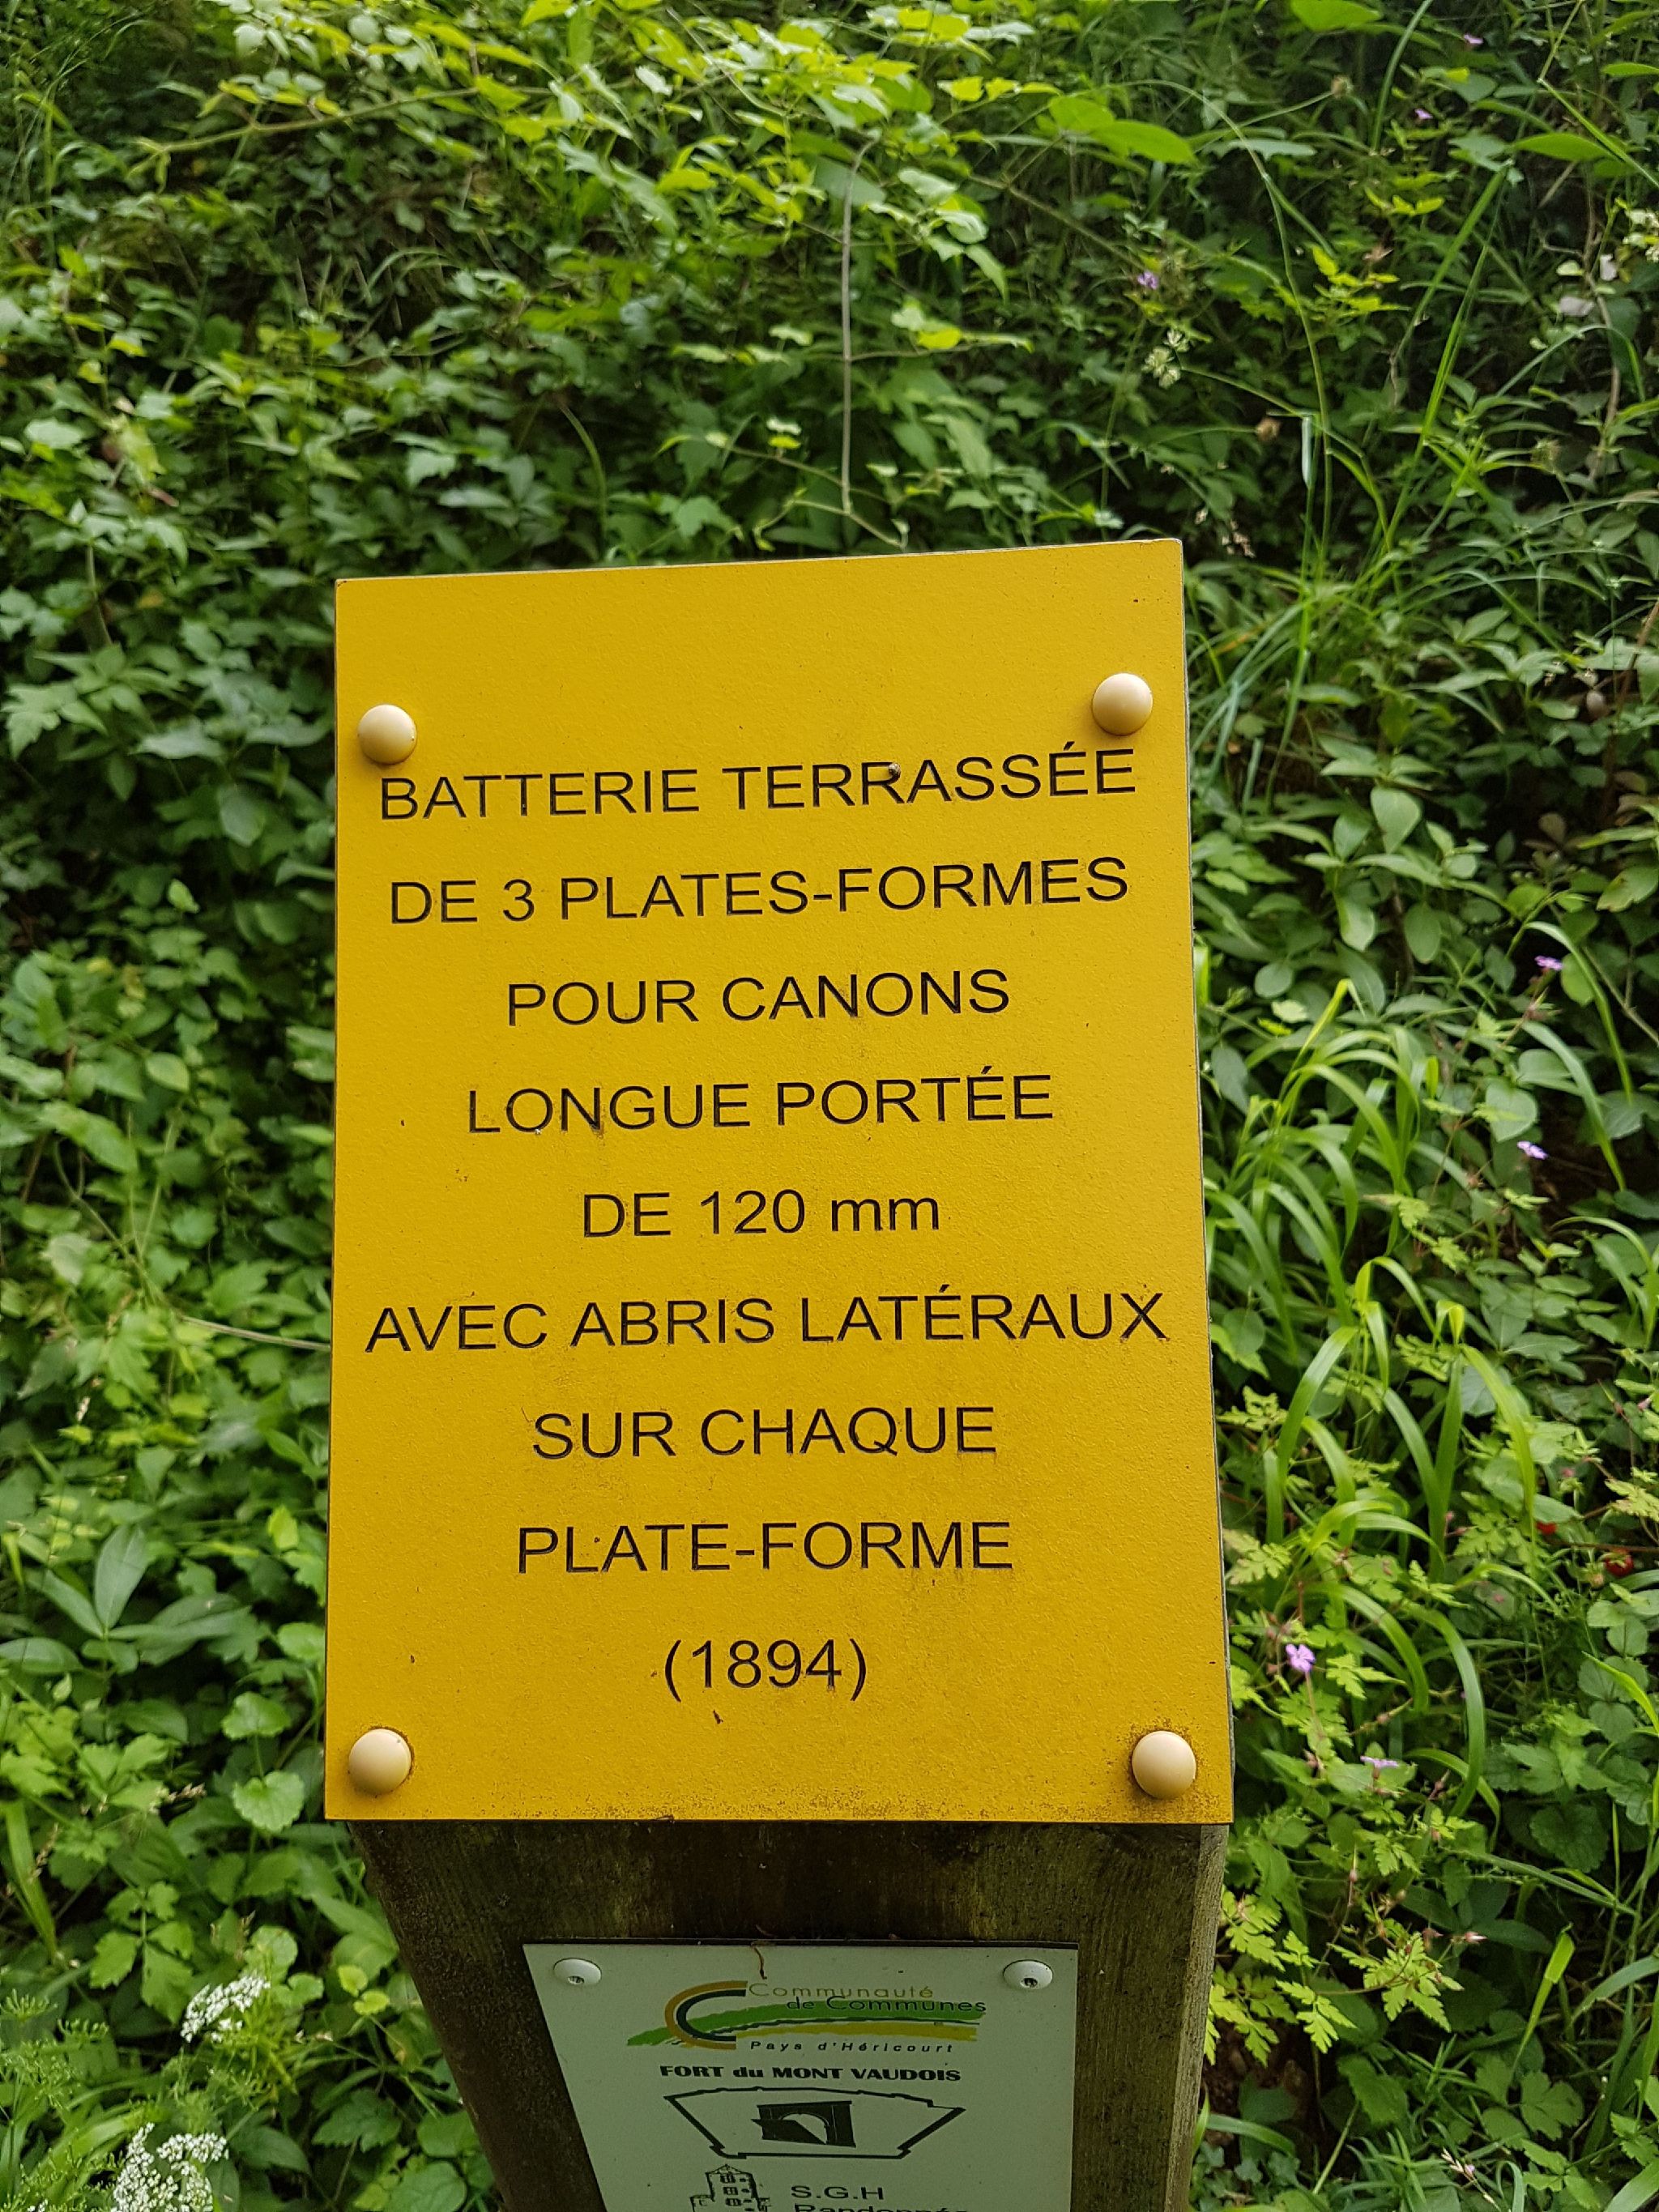 BATTERIE TERRASSÉE
DE 3 PLATES-FORMES
POUR CANONS
LONGUE PORTÉE
DE 120 mm
AVEC ABRIS LATÉRAUX
SUR CHAQUE
PLATE-FORME
(1894)
Communauté
de Communes
Pays d'Héricourt
FORT du MONT VAUDOIS
S.G.H